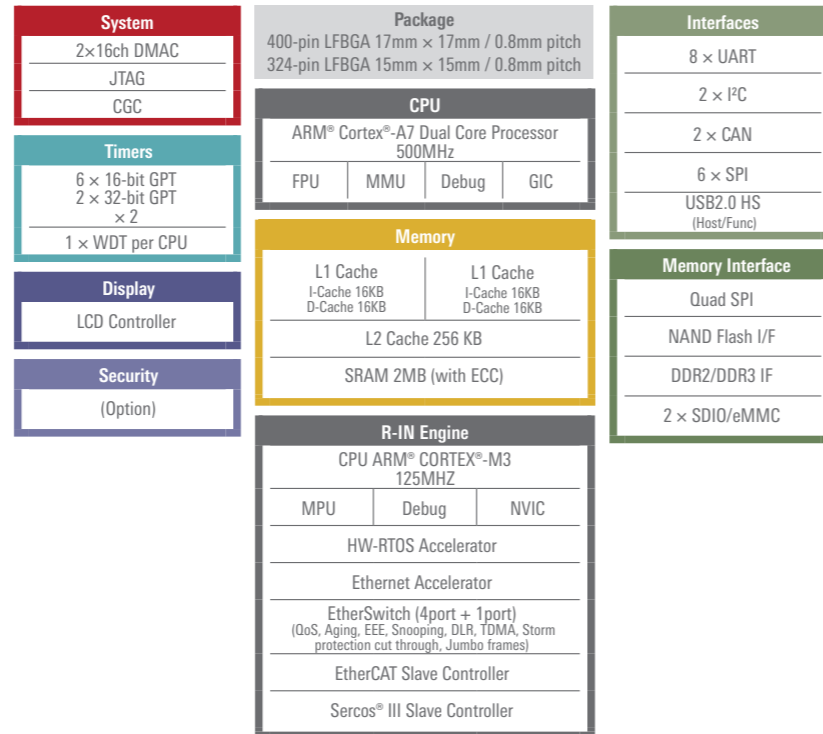 System
2×16ch DMAC
JTAG
CGC
Timers
6 × 16-bit GPT
2 × 32-bit GPT
× 2
1 × WDT per CPU
Display
LCD Controller
Security
(Option)
Package
400-pin LFBGA 17mm × 17mm / 0.8mm pitch
324-pin LFBGA 15mm × 15mm / 0.8mm pitch
CPU
ARM® Cortex®-A7 Dual Core Processor
500MHz
FPU MMU Debug GIC
Memory
L1 Cache L1 Cache
I-Cache 16KB I-Cache 16KB
D-Cache 16KB D-Cache 16KB
L2 Cache 256 KB
SRAM 2MB (with ECC)
R-IN Engine
CPU ARM® CORTEX®-M3
125MHZ
MPU Debug NVIC
HW-RTOS Accelerator
Ethernet Accelerator
EtherSwitch (4port + 1port)
(QoS, Aging, EEE, Snooping, DLR, TDMA, Storm
protection cut through, Jumbo frames)
EtherCAT Slave Controller
Sercos® III Slave Controller
Interfaces
8 × UART
2 × I²C
2 × CAN
6 × SPI
USB2.0 HS
(Host/Func)
Memory Interface
Quad SPI
NAND Flash I/F
DDR2/DDR3 IF
2 × SDIO/eMMC